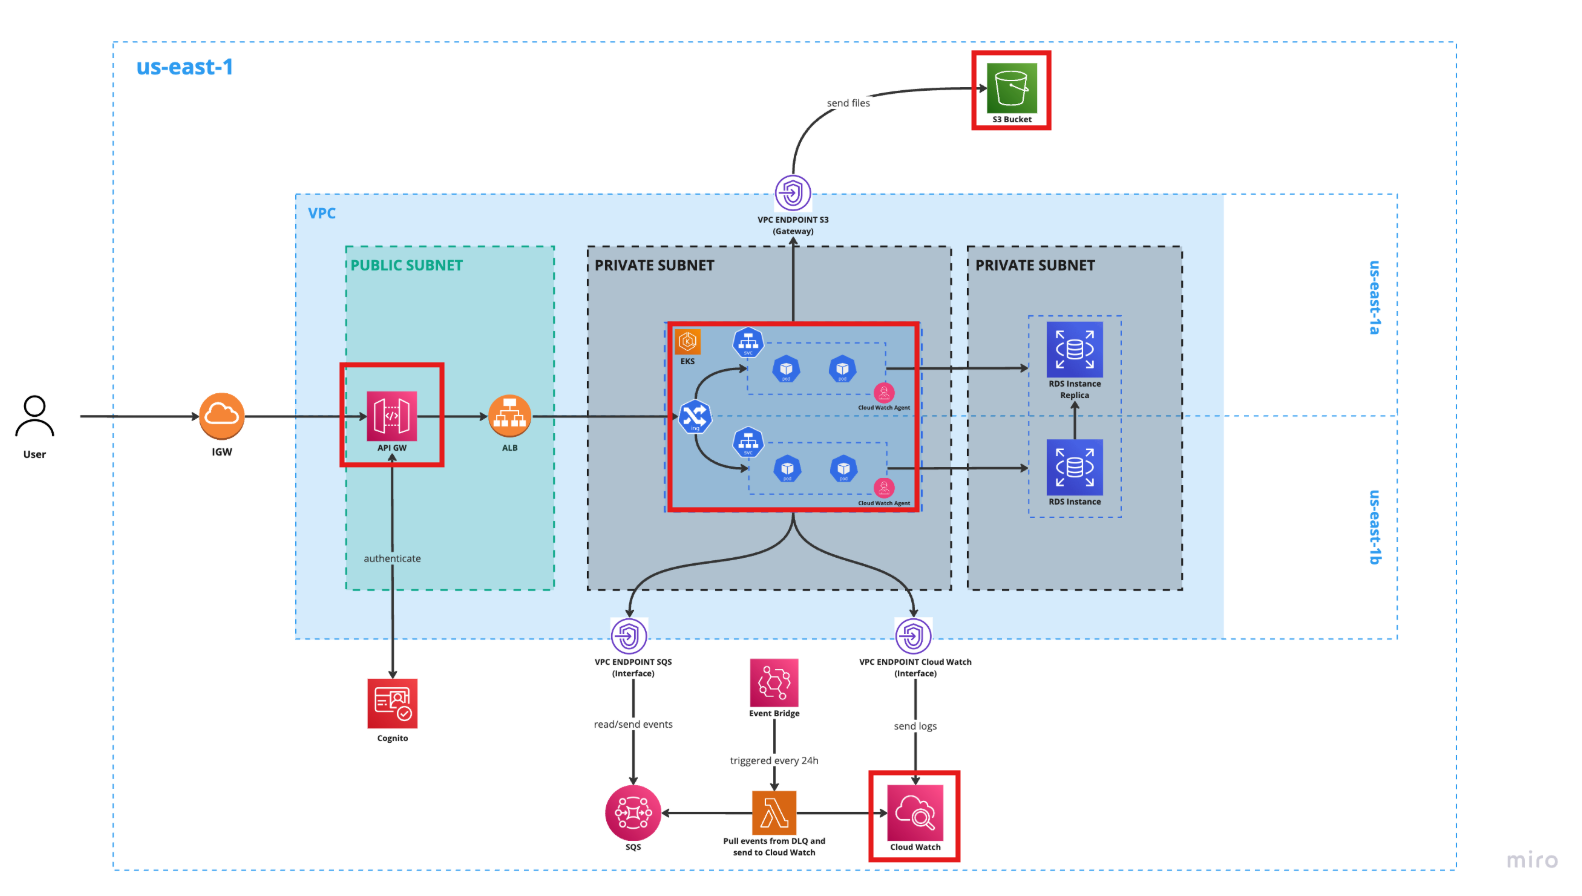 us-east-1
send files
S3 Bucket
VPC
VPC ENDPOINT S3
(Gateway)
PUBLIC SUBNET
PRIVATE SUBNET
PRIVATE SUBNET
us-east-1a
EKS
svc
pod
pod
Cloud Watch Agent
RDS Instance
Replica
ing
svc
pod
pod
Cloud Watch Agent
RDS Instance
User
IGW
API GW
ALB
us-east-1b
authenticate
Cognito
VPC ENDPOINT SQS
(Interface)
VPC ENDPOINT Cloud Watch
(Interface)
Event Bridge
read/send events
send logs
triggered every 24h
SQS
Pull events from DLQ and
send to Cloud Watch
Cloud Watch
miro